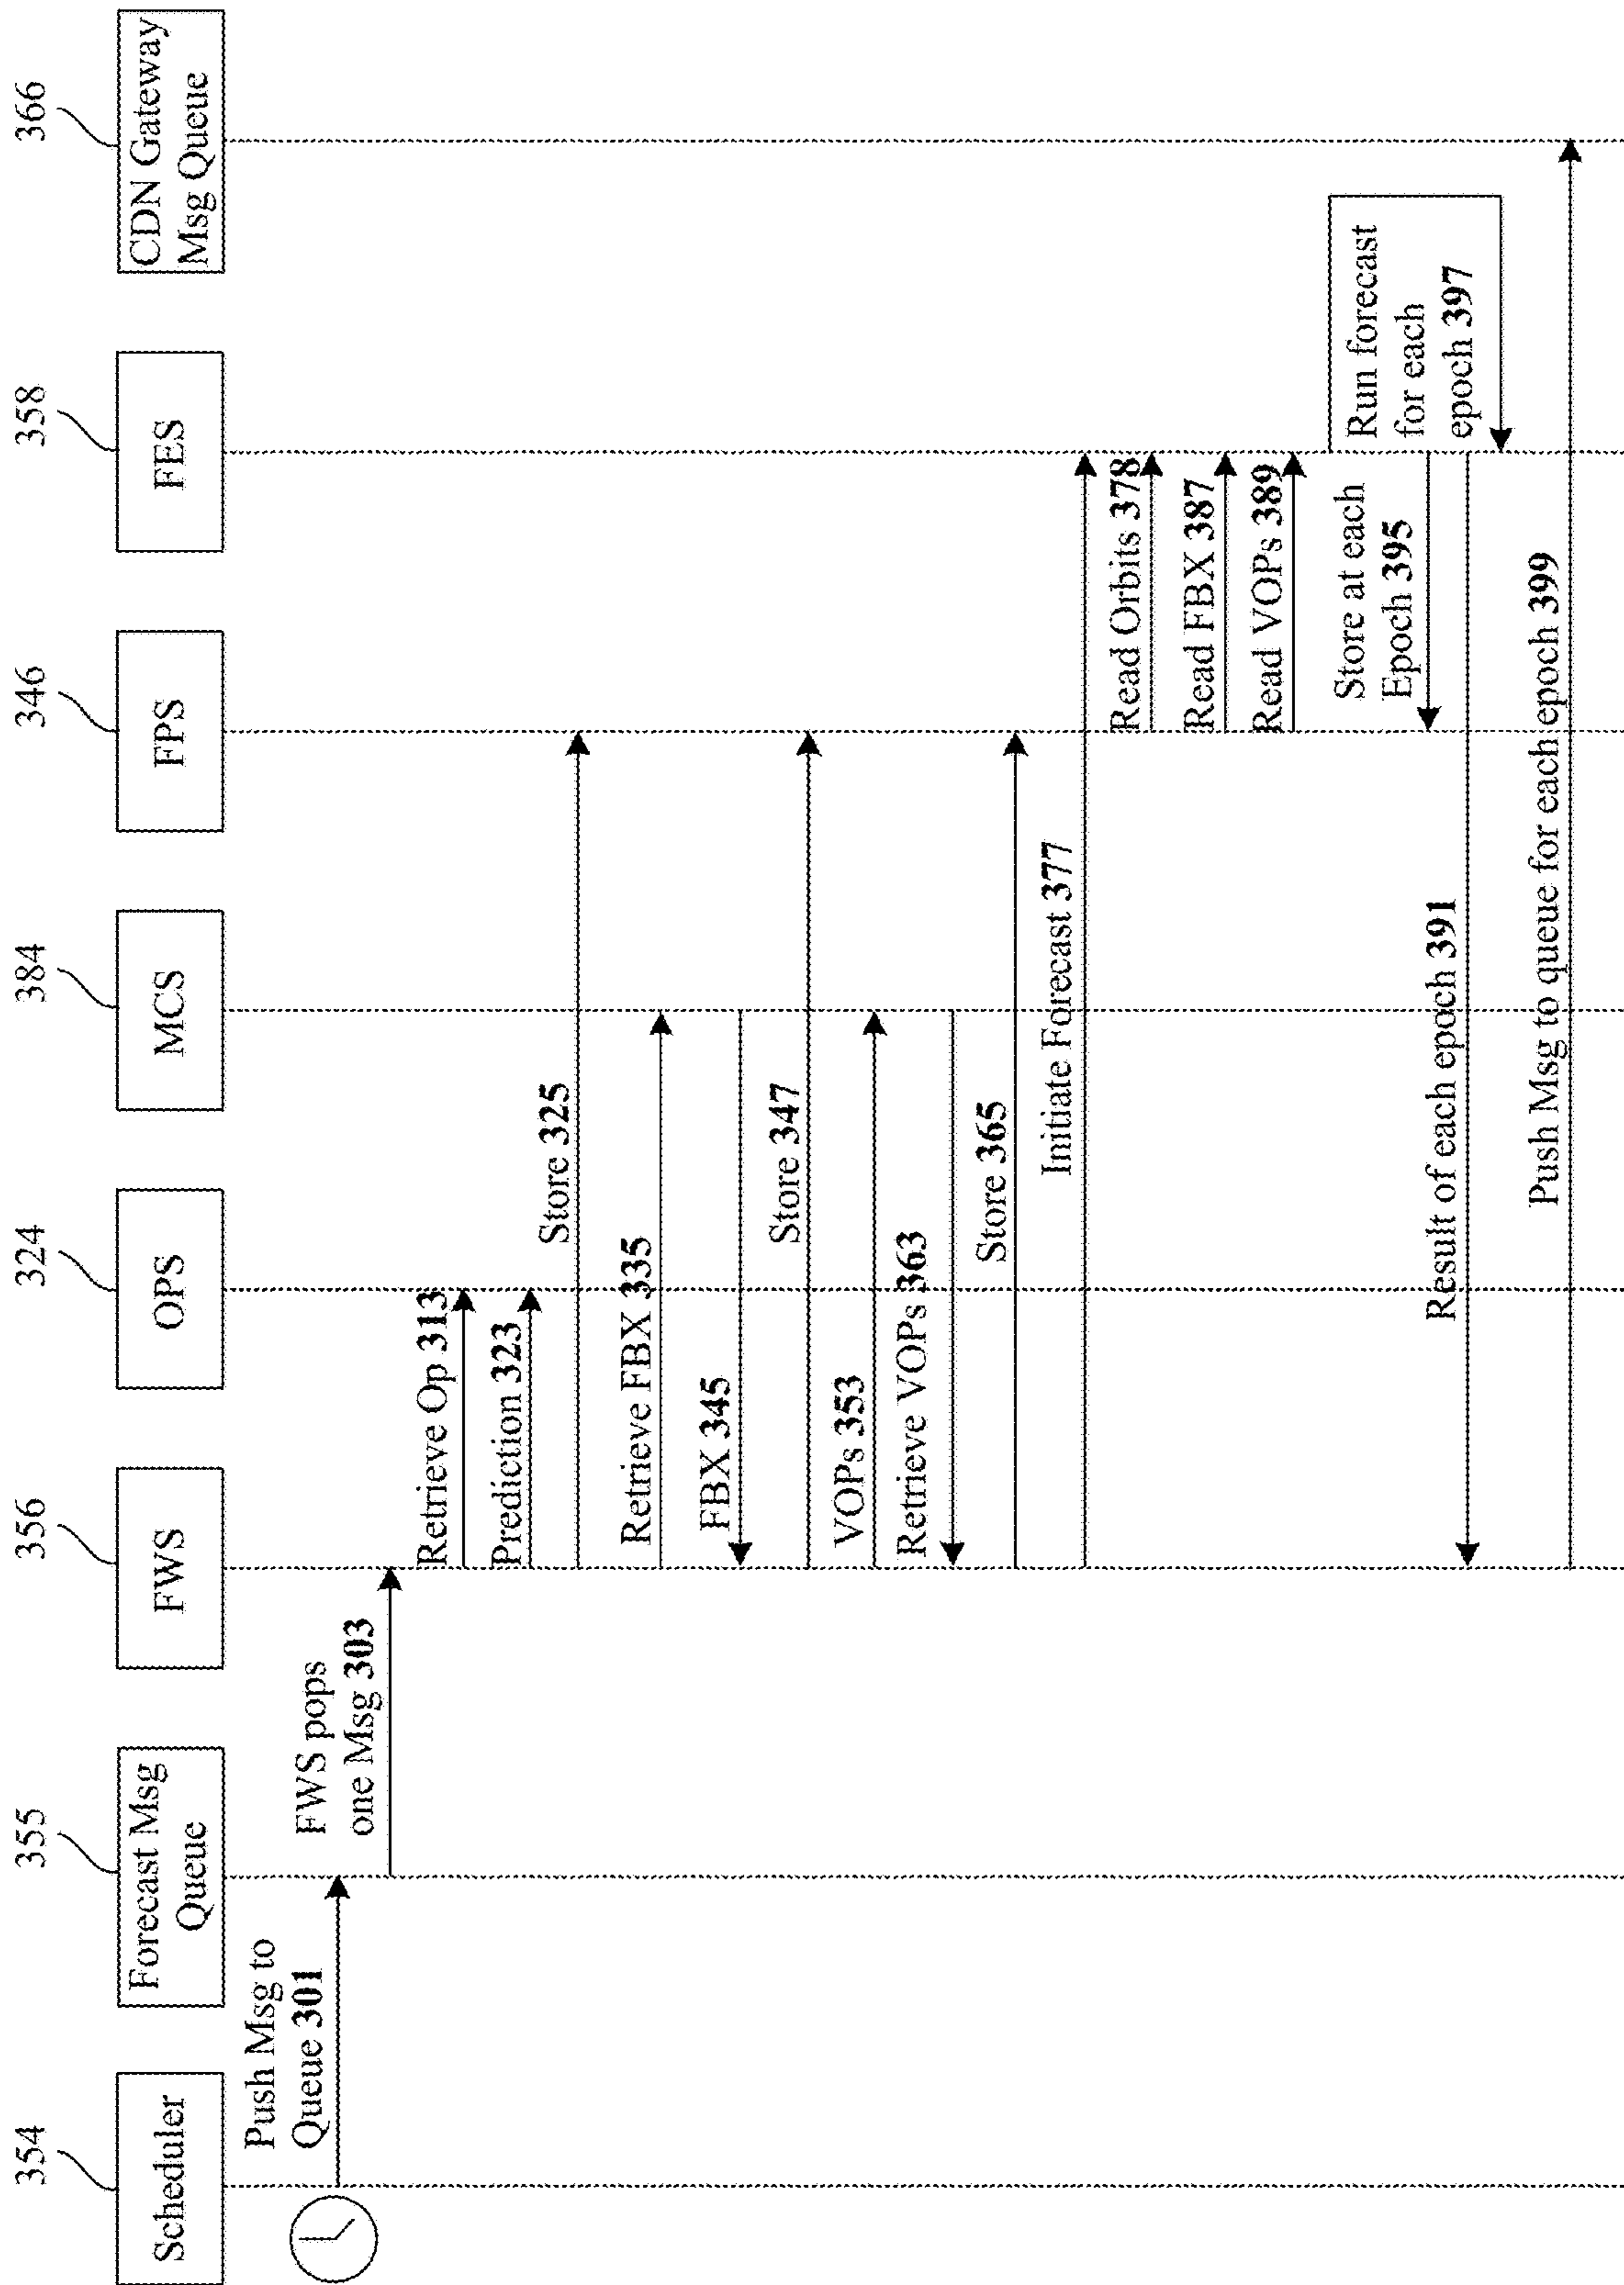 354
355
356
324
384
346
358
366
Scheduler
Forecast Msg
Queue
FWS
OPS
MCS
FPS
FES
CDN Gateway
Msg Queue
Push Msg to
Queue 301
FWS pops
one Msg 303
Retrieve Op 313
Prediction 323
Store 325
Retrieve FBX 335
FBX 345
Store 347
VOPs 353
Retrieve VOPs 363
Store 365
Initiate Forecast 377
Read Orbits 378
Read FBX 387
Read VOPs 389
Run forecast
for each
epoch 397
Store at each
Epoch 395
Result of each epoch 391
Push Msg to queue for each epoch 399